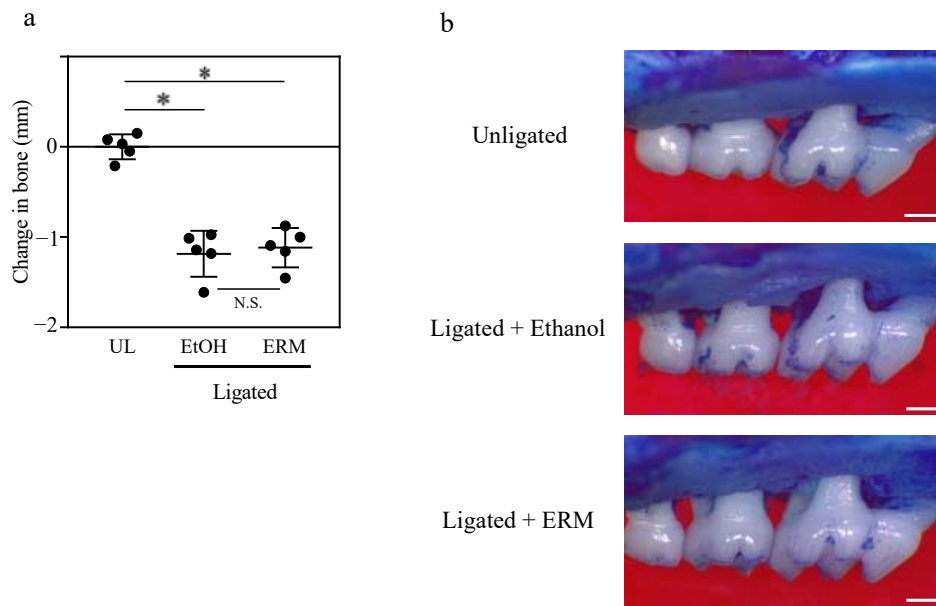 a
Change in bone (mm)
0
−1
−2
*
*
N.S.
UL
EtOH
ERM
Ligated
b
Unligated
Ligated + Ethanol
Ligated + ERM